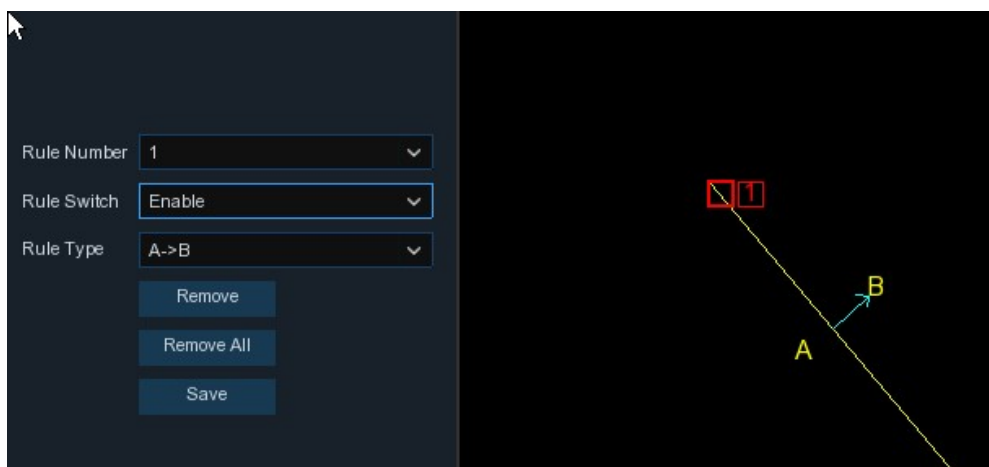 Rule Number 1
Rule Switch Enable
Rule Type A->B
Remove
Remove All
Save
1
B
A